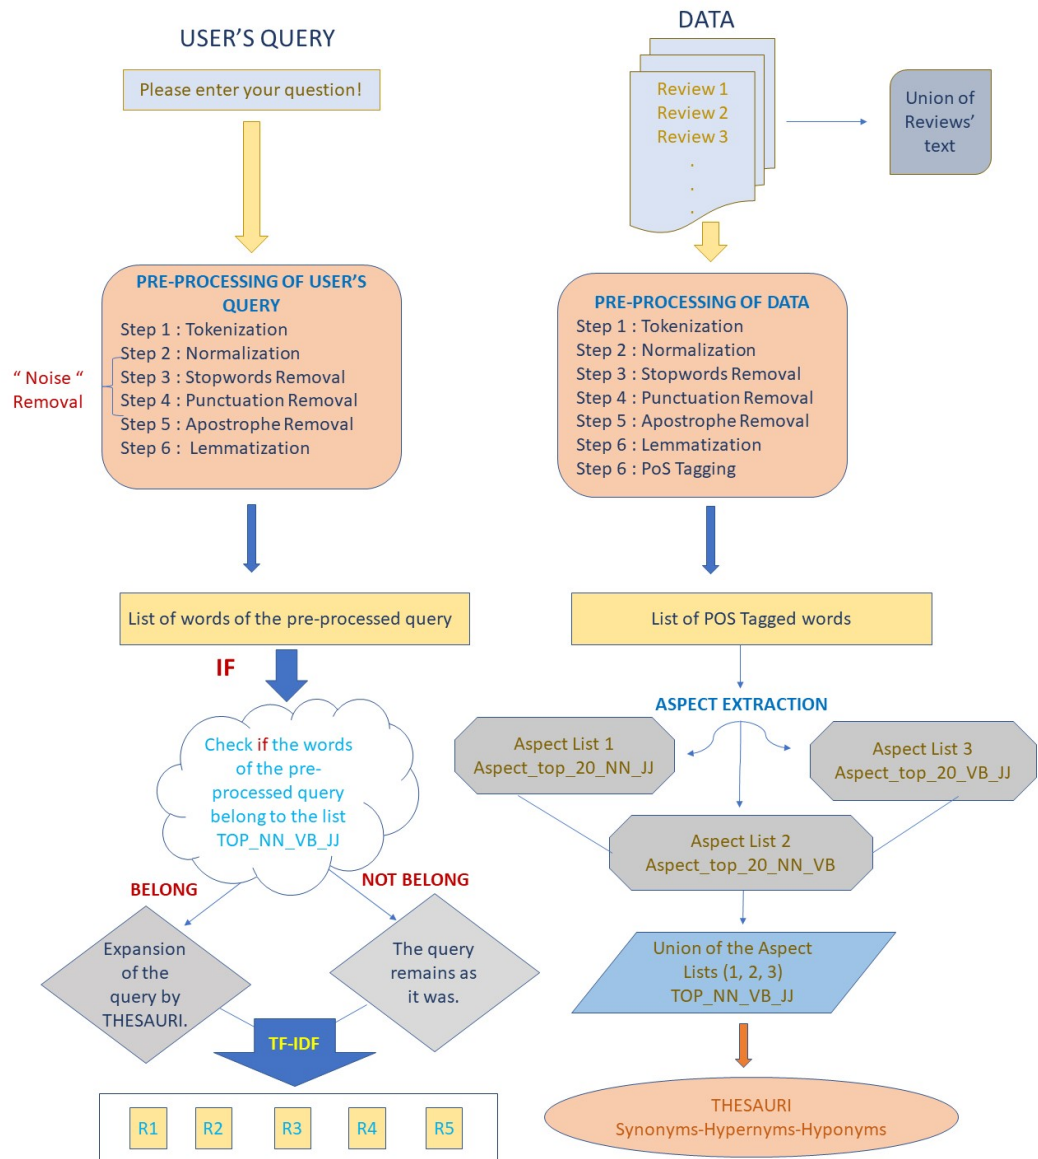 USER'S QUERY
Please enter your question!
PRE-PROCESSING OF USER'S
QUERY
Step 1 : Tokenization
Step 2 : Normalization
Step 3 : Stopwords Removal
Step 4 : Punctuation Removal
Step 5 : Apostrophe Removal
Step 6 :  Lemmatization
“ Noise “
Removal
List of words of the pre-processed query
IF
Check if the words
of the pre-
processed query
belong to the list
TOP_NN_VB_JJ
BELONG
NOT BELONG
Expansion
of the
query by
THESAURI.
The query
remains as
it was.
TF-IDF
R1
R2
R3
R4
R5
DATA
Review 1
Review 2
Review 3
.
.
.
Union of
Reviews'
text
PRE-PROCESSING OF DATA
Step 1 : Tokenization
Step 2 : Normalization
Step 3 : Stopwords Removal
Step 4 : Punctuation Removal
Step 5 : Apostrophe Removal
Step 6 : Lemmatization
Step 6 : PoS Tagging
List of POS Tagged words
ASPECT EXTRACTION
Aspect List 1
Aspect_top_20_NN_JJ
Aspect List 3
Aspect_top_20_VB_JJ
Aspect List 2
Aspect_top_20_NN_VB
Union of the Aspect
Lists (1, 2, 3)
TOP_NN_VB_JJ
THESAURI
Synonyms-Hypernyms-Hyponyms